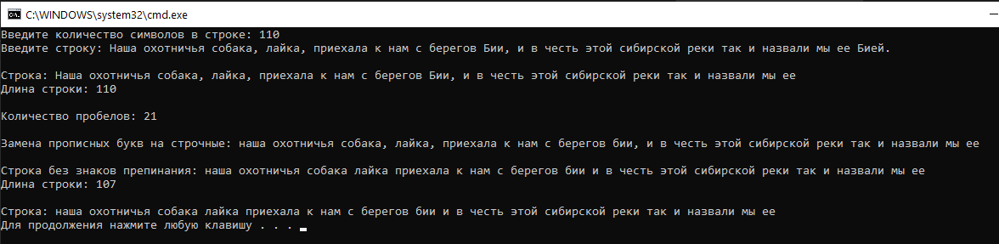 C:\WINDOWS\system32\cmd.exe
Введите количество символов в строке: 110
Введите строку: Наша охотничья собака, лайка, приехала к нам с берегов Бии, и в честь этой сибирской реки так и назвали мы ее Бией.
Строка: Наша охотничья собака, лайка, приехала к нам с берегов Бии, и в честь этой сибирской реки так и назвали мы ее
Длина строки: 110
Количество пробелов: 21
Замена прописных букв на строчные: наша охотничья собака, лайка, приехала к нам с берегов бии, и в честь этой сибирской реки так и назвали мы ее
Строка без знаков препинания: наша охотничья собака лайка приехала к нам с берегов бии и в честь этой сибирской реки так и назвали мы ее
Длина строки: 107
Строка: наша охотничья собака лайка приехала к нам с берегов бии и в честь этой сибирской реки так и назвали мы ее
Для продолжения нажмите любую клавишу . . .